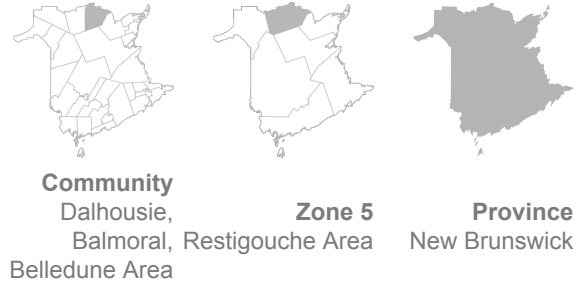 Community
Dalhousie,
Balmoral,
Belledune Area
Zone 5
Restigouche Area
Province
New Brunswick